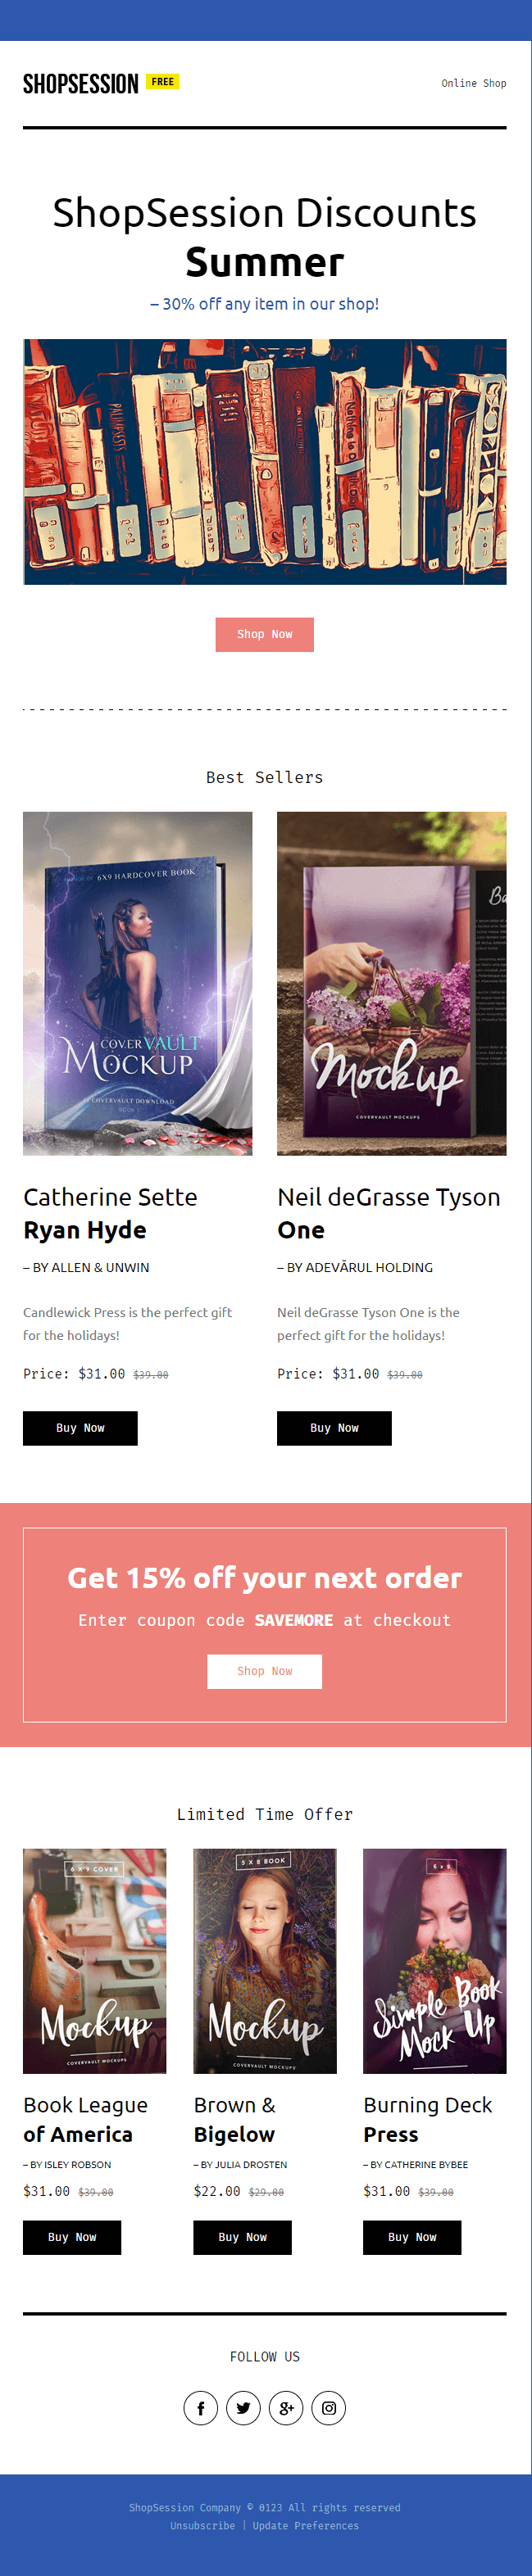 SHOPSESSION FREE
Online Shop
ShopSession Discounts
Summer
– 30% off any item in our shop!
Shop Now
Best Sellers
6X9 HARDCOVER BOOK
COVERVAULT
MOCKUP
COVERVAULT DOWNLOAD
BOOK 1
Ba
Mockup
COVERVAULT MOCKUPS
Catherine Sette
Ryan Hyde
– BY ALLEN & UNWIN
Candlewick Press is the perfect gift
for the holidays!
Price: $31.00 $39.00
Buy Now
Neil deGrasse Tyson
One
– BY ADEVĂRUL HOLDING
Neil deGrasse Tyson One is the
perfect gift for the holidays!
Price: $31.00 $39.00
Buy Now
Get 15% off your next order
Enter coupon code SAVEMORE at checkout
Shop Now
Limited Time Offer
6 X 9 COVER
Mockup
COVERVAULT MOCKUPS
5 X 8 BOOK
Mockup
COVERVAULT MOCKUPS
6 x 9
Simple Book
Mock Up
Book League
of America
– BY ISLEY ROBSON
$31.00 $39.00
Buy Now
Brown &
Bigelow
– BY JULIA DROSTEN
$22.00 $29.00
Buy Now
Burning Deck
Press
– BY CATHERINE BYBEE
$31.00 $39.00
Buy Now
FOLLOW US
ShopSession Company © 0123 All rights reserved
Unsubscribe | Update Preferences